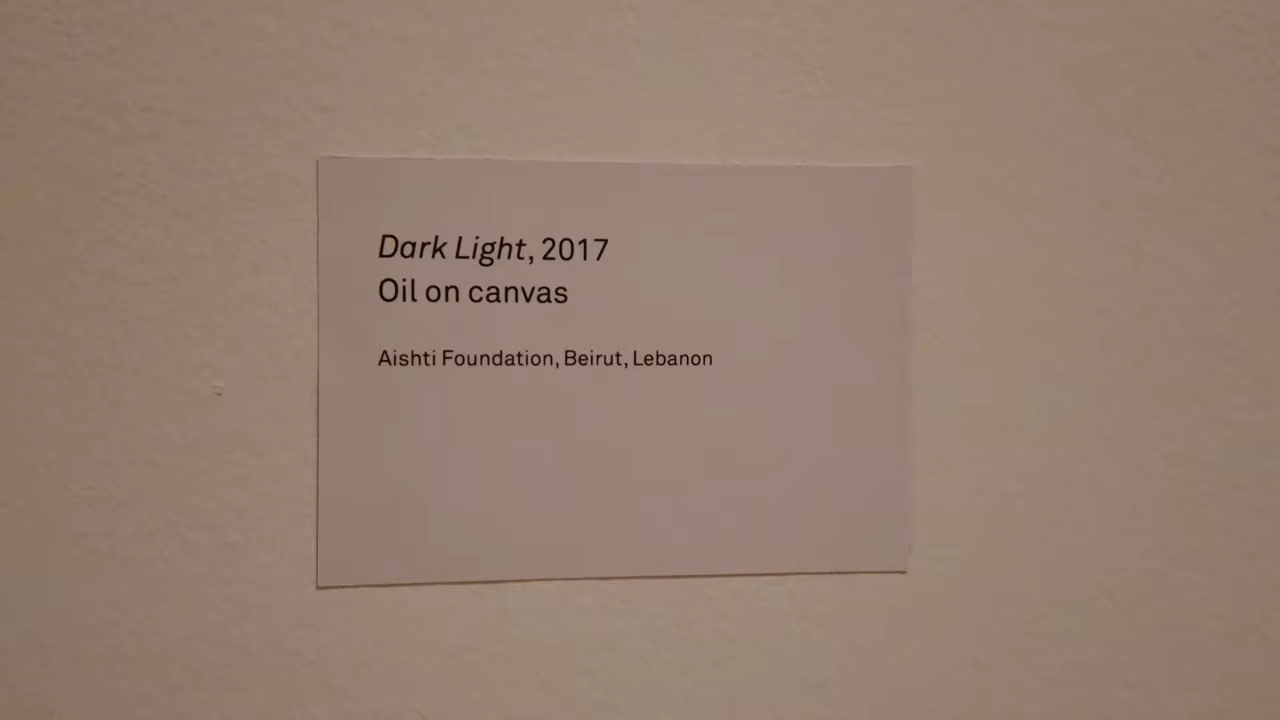 Dark Light, 2017
Oil on canvas
Aishti Foundation, Beirut, Lebanon